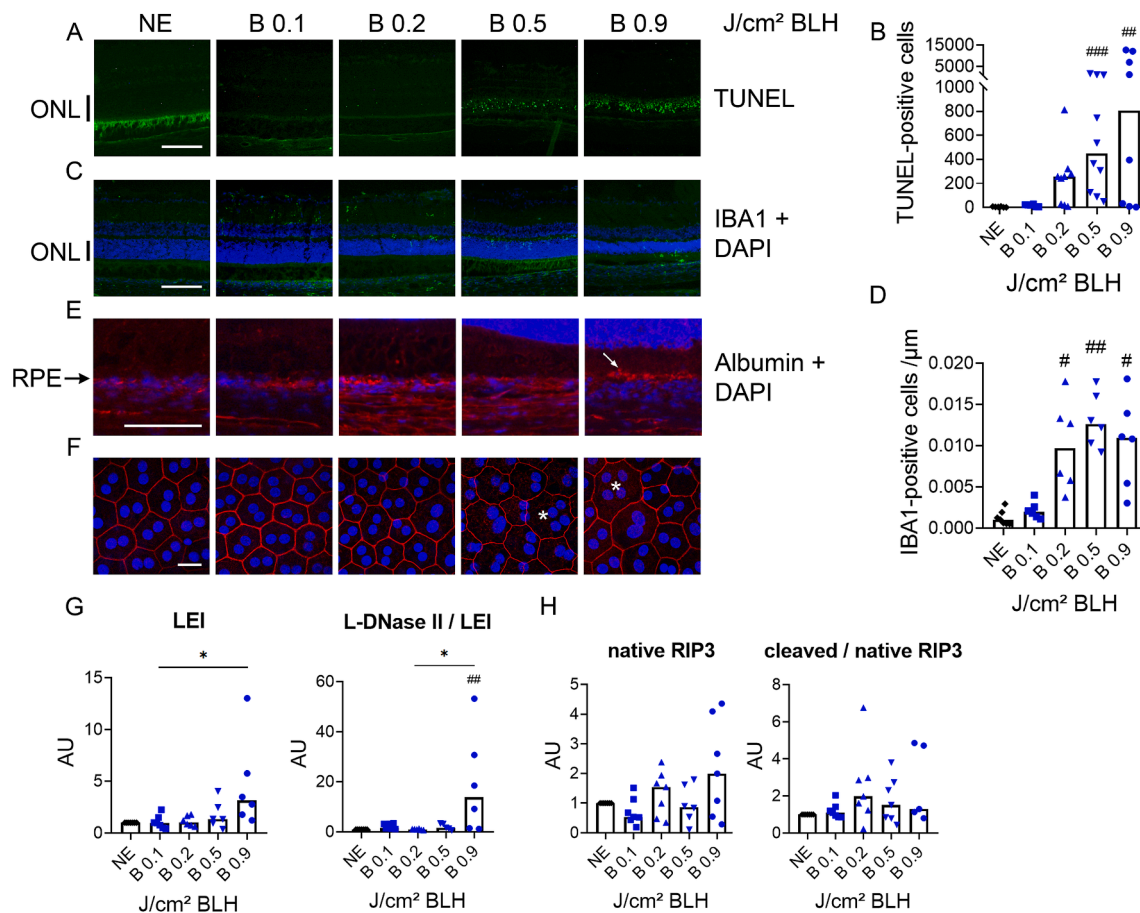 NE B 0.1 B 0.2 B 0.5 B 0.9 J/cm² BLH
A
ONL
TUNEL
C
ONL
IBA1 +
DAPI
E
RPE
Albumin +
DAPI
F
*
*
B
TUNEL-positive cells
15000
10000
5000
800
600
400
200
0
###
##
NE B 0.1 B 0.2 B 0.5 B 0.9
J/cm² BLH
D
IBA1-positive cells /µm
0.020
0.015
0.010
0.005
0.000
#
##
#
NE B 0.1 B 0.2 B 0.5 B 0.9
J/cm² BLH
G
LEI
*
AU
15
10
5
0
NE B 0.1 B 0.2 B 0.5 B 0.9
J/cm² BLH
L-DNase II / LEI
*
##
AU
60
40
20
0
NE B 0.1 B 0.2 B 0.5 B 0.9
J/cm² BLH
H
native RIP3
AU
5
4
3
2
1
0
NE B 0.1 B 0.2 B 0.5 B 0.9
J/cm² BLH
cleaved / native RIP3
AU
8
6
4
2
0
NE B 0.1 B 0.2 B 0.5 B 0.9
J/cm² BLH